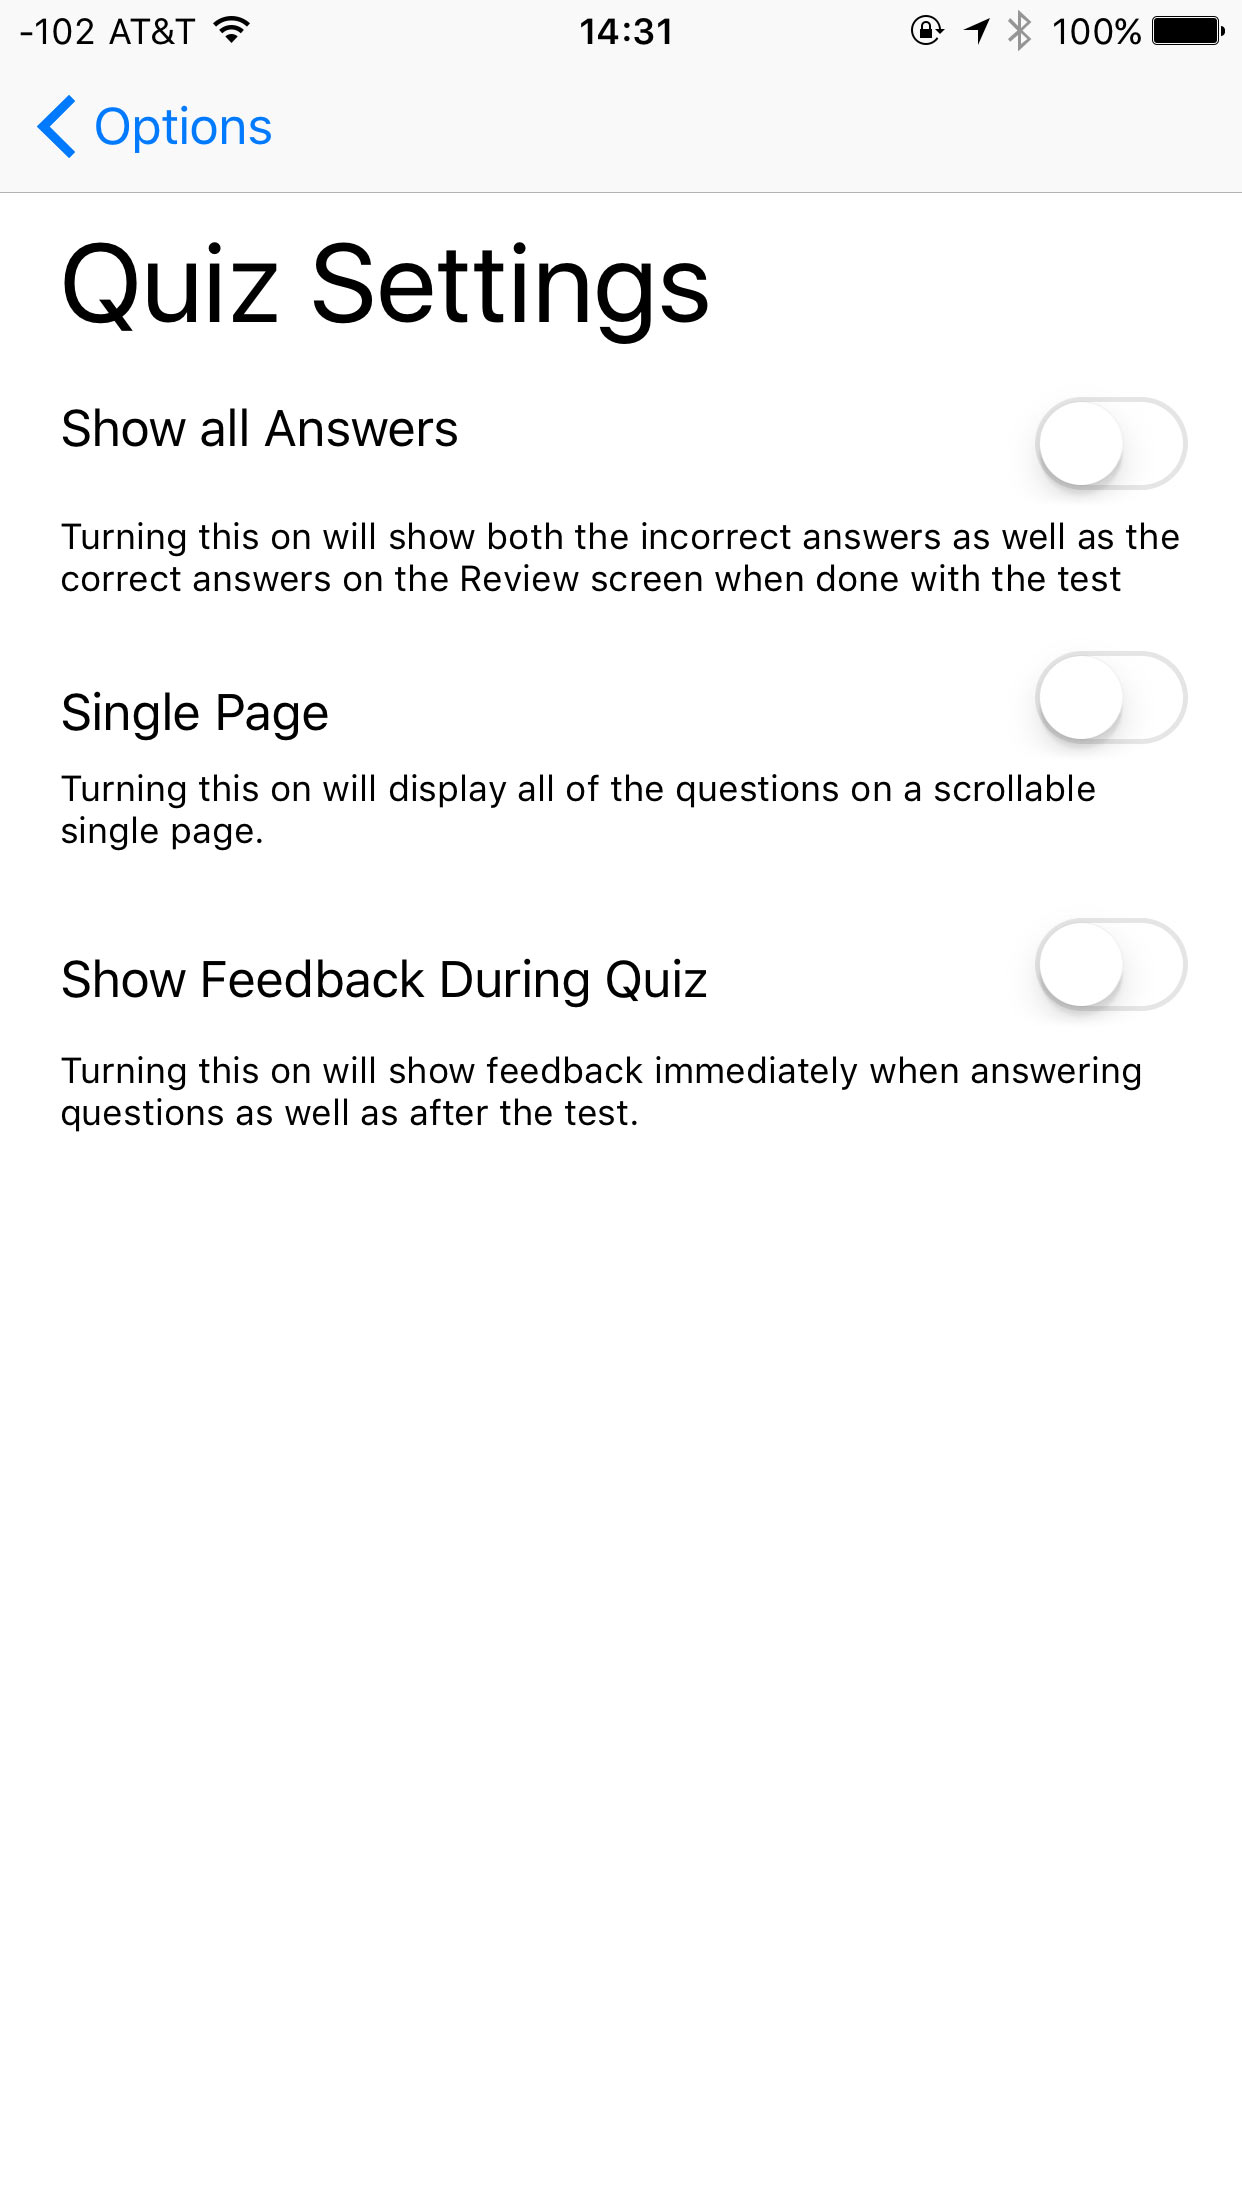 -102 AT&T 14:31 100%
Options
Quiz Settings
Show all Answers
Turning this on will show both the incorrect answers as well as the
correct answers on the Review screen when done with the test
Single Page
Turning this on will display all of the questions on a scrollable
single page.
Show Feedback During Quiz
Turning this on will show feedback immediately when answering
questions as well as after the test.